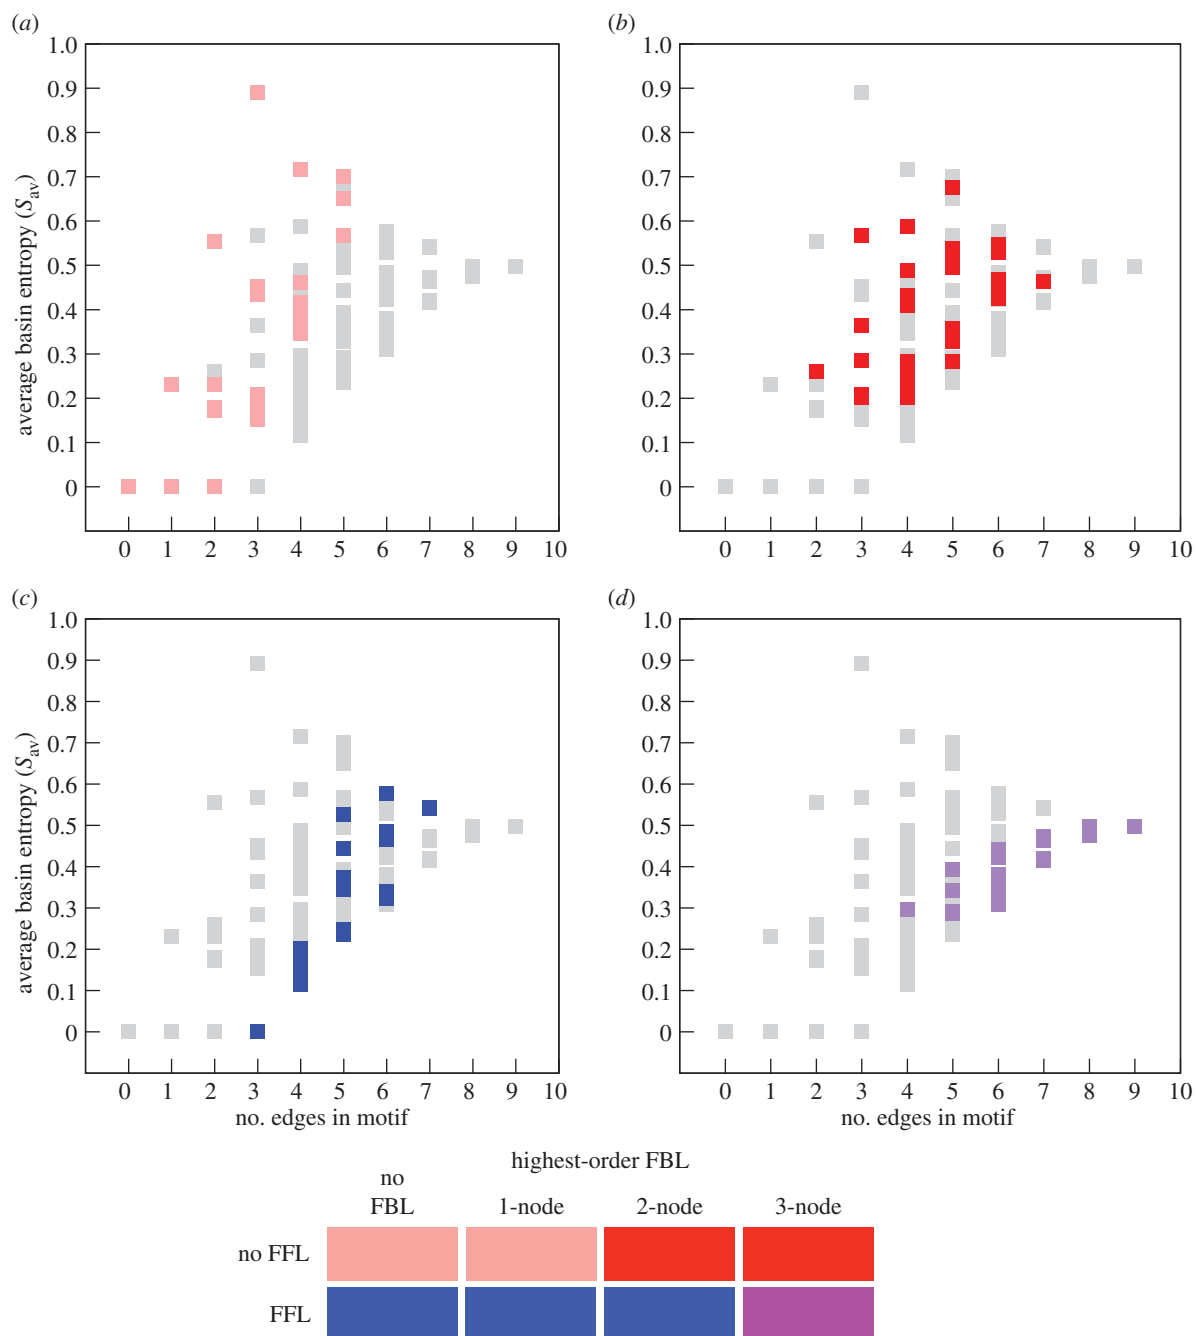 (a)
(b)
1.0
0.9
0.8
0.7
0.6
0.5
0.4
0.3
0.2
0.1
0
average basin entropy (Sav)
0 1 2 3 4 5 6 7 8 9 10
1.0
0.9
0.8
0.7
0.6
0.5
0.4
0.3
0.2
0.1
0
0 1 2 3 4 5 6 7 8 9 10
(c)
(d)
1.0
0.9
0.8
0.7
0.6
0.5
0.4
0.3
0.2
0.1
0
average basin entropy (Sav)
0 1 2 3 4 5 6 7 8 9 10
no. edges in motif
1.0
0.9
0.8
0.7
0.6
0.5
0.4
0.3
0.2
0.1
0
0 1 2 3 4 5 6 7 8 9 10
no. edges in motif
highest-order FBL
no
FBL
1-node
2-node
3-node
no FFL
FFL